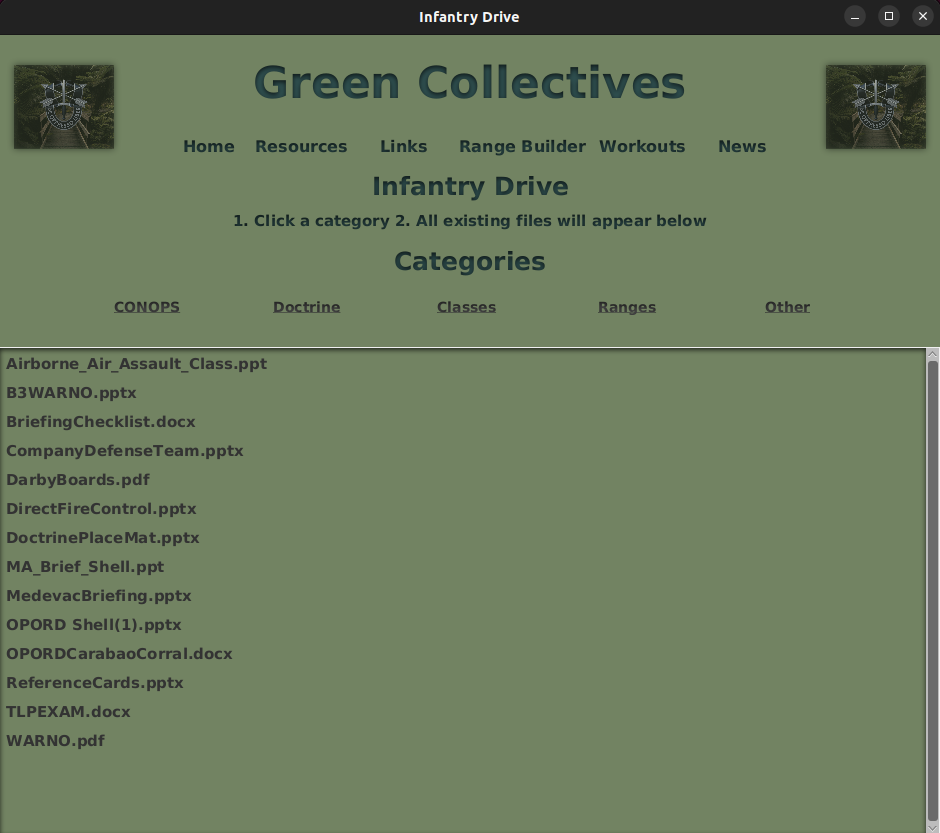 Infantry Drive
Green Collectives
Home Resources Links Range Builder Workouts News
Infantry Drive
1. Click a category 2. All existing files will appear below
Categories
CONOPS Doctrine Classes Ranges Other
Airborne_Air_Assault_Class.ppt
B3WARNO.pptx
BriefingChecklist.docx
CompanyDefenseTeam.pptx
DarbyBoards.pdf
DirectFireControl.pptx
DoctrinePlaceMat.pptx
MA_Brief_Shell.ppt
MedevacBriefing.pptx
OPORD Shell(1).pptx
OPORDCarabaoCorral.docx
ReferenceCards.pptx
TLPEXAM.docx
WARNO.pdf